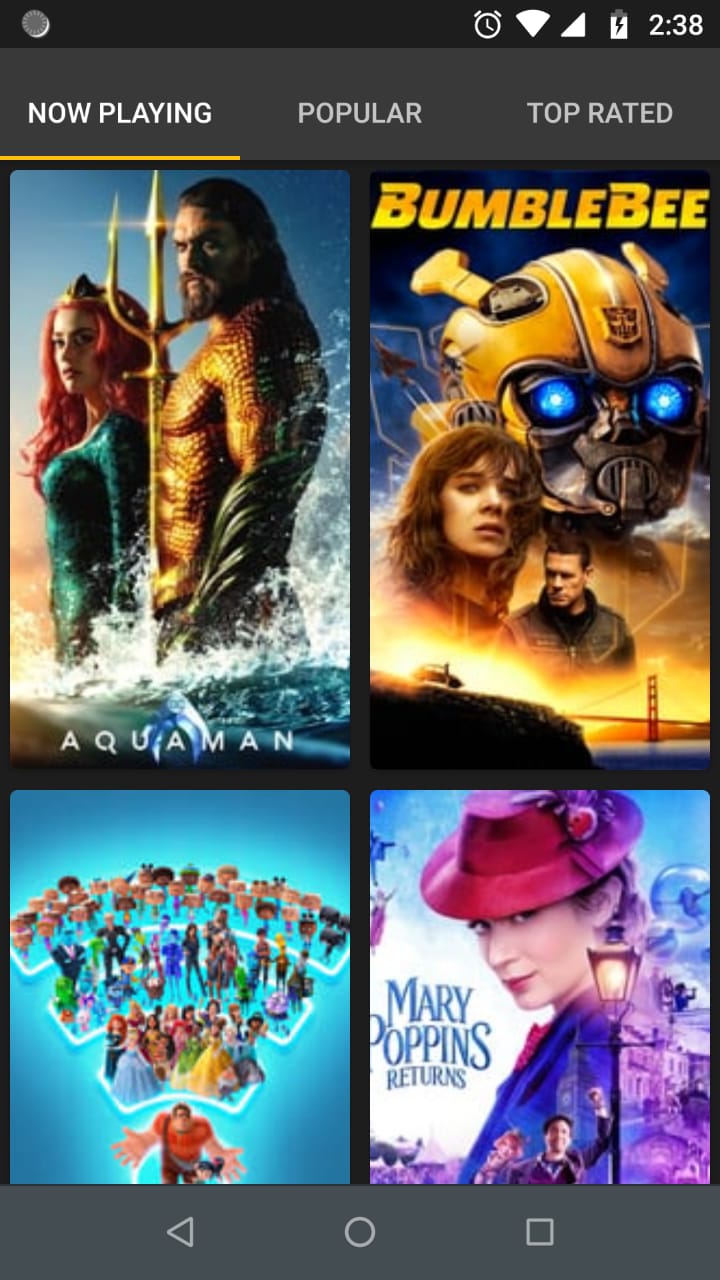 2:38
NOW PLAYING
POPULAR
TOP RATED
BUMBLEBEE
AQUAMAN
MARY
POPPINS
RETURNS